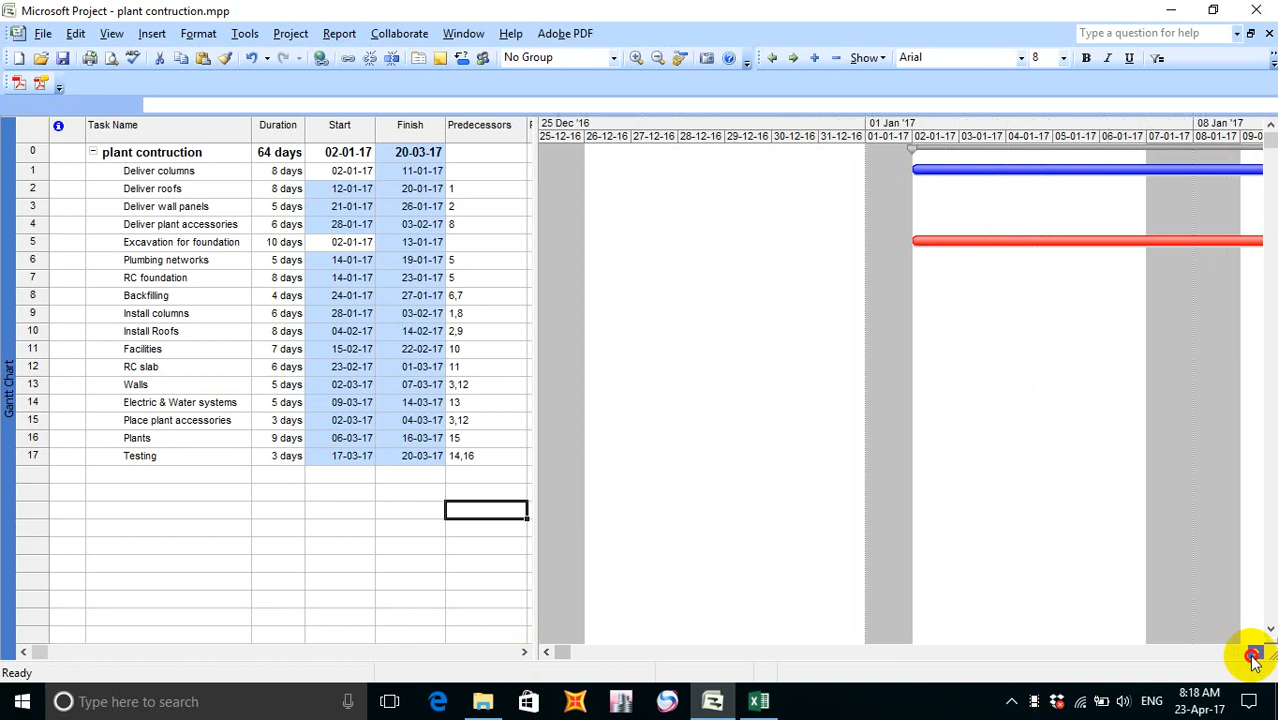 Microsoft Project - plant contruction.mpp
File Edit View Insert Format Tools Project Report Collaborate Window Help Adobe PDF Type a question for help
No Group Show Arial 8 B I U
Task Name Duration Start Finish Predecessors 25 Dec '16 01 Jan '17 08 Jan '17
25-12-16 26-12-16 27-12-16 28-12-16 29-12-16 30-12-16 31-12-16 01-01-17 02-01-17 03-01-17 04-01-17 05-01-17 06-01-17 07-01-17 08-01-17 09-0
0 plant contruction 64 days 02-01-17 20-03-17
1 Deliver columns 8 days 02-01-17 11-01-17
2 Deliver roofs 8 days 12-01-17 20-01-17 1
3 Deliver wall panels 5 days 21-01-17 26-01-17 2
4 Deliver plant accessories 6 days 28-01-17 03-02-17 8
5 Excavation for foundation 10 days 02-01-17 13-01-17
6 Plumbing networks 5 days 14-01-17 19-01-17 5
7 RC foundation 8 days 14-01-17 23-01-17 5
8 Backfilling 4 days 24-01-17 27-01-17 6,7
9 Install columns 6 days 28-01-17 03-02-17 1,8
10 Install Roofs 8 days 04-02-17 14-02-17 2,9
11 Facilities 7 days 15-02-17 22-02-17 10
12 RC slab 6 days 23-02-17 01-03-17 11
13 Walls 5 days 02-03-17 07-03-17 3,12
14 Electric & Water systems 5 days 09-03-17 14-03-17 13
15 Place plant accessories 3 days 02-03-17 04-03-17 3,12
16 Plants 9 days 06-03-17 16-03-17 15
17 Testing 3 days 17-03-17 20-03-17 14,16
Gantt Chart
Ready
Type here to search ENG 8:18 AM
23-Apr-17